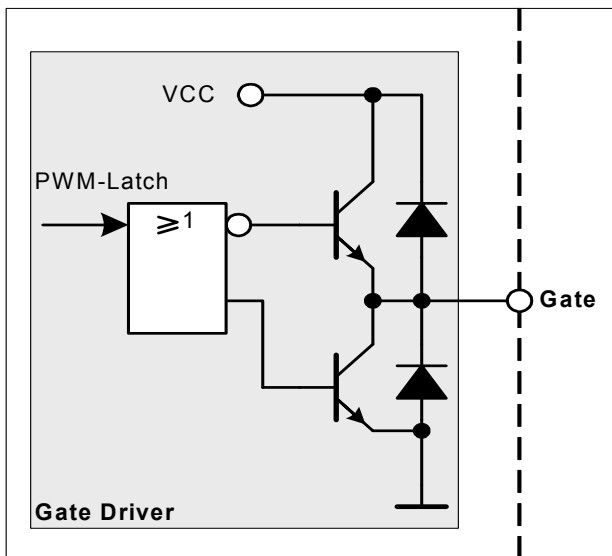 VCC
PWM-Latch
≥1
Gate
Gate Driver